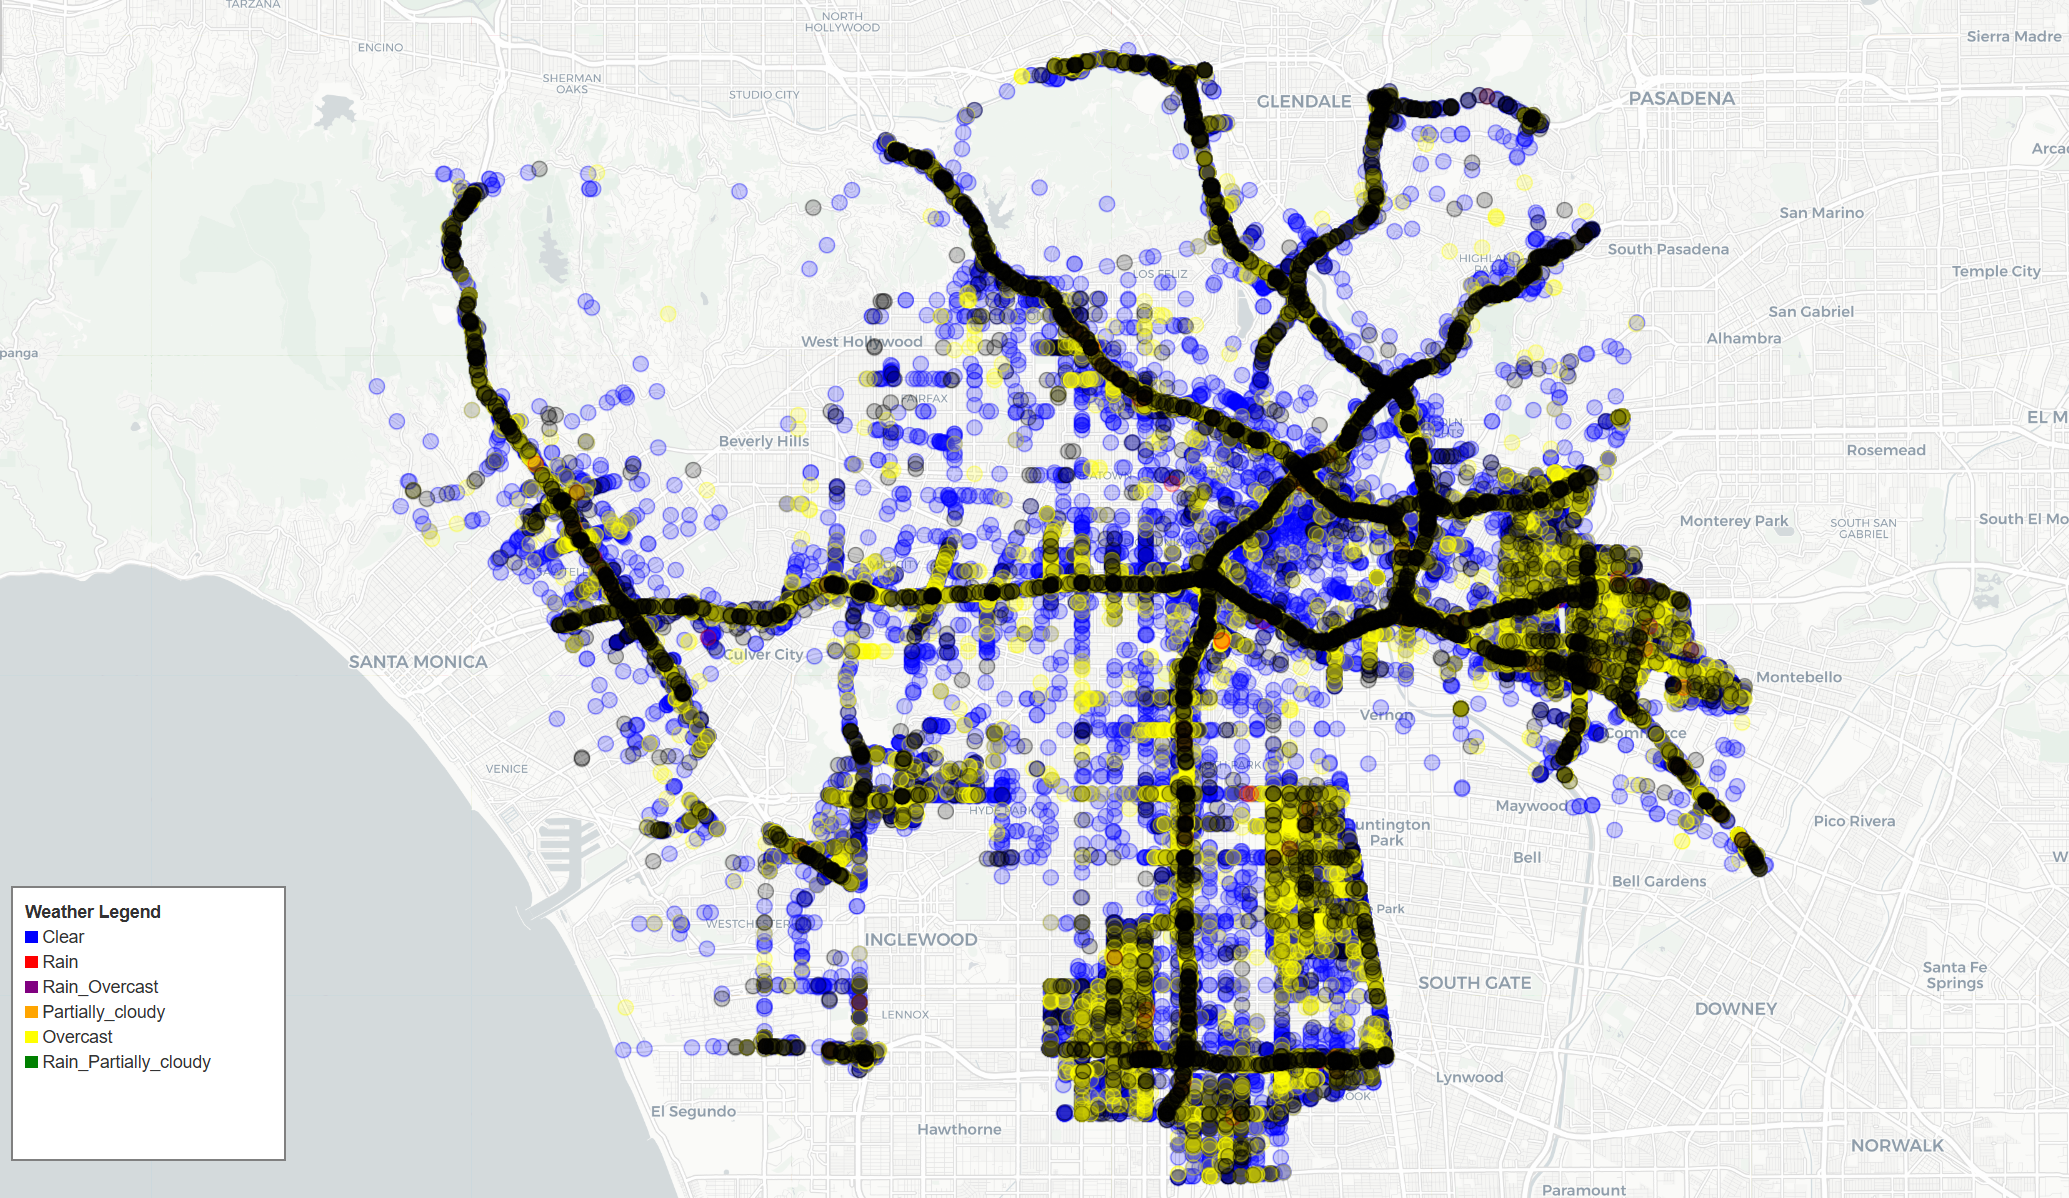 TARZANA
NORTH
HOLLYWOOD
ENCINO
Sierra Madre
SHERMAN
OAKS
STUDIO CITY
GLENDALE
PASADENA
San Marino
South Pasadena
HIGHLAND
LOS FELIZ
Temple City
San Gabriel
Alhambra
panga
West Hollywood
FAIRFAX
Beverly Hills
EL M
Rosemead
Monterey Park
SOUTH SAN
GABRIEL
South El Mo
SANTA MONICA
Culver City
Montebello
Vernon
Commerce
VENICE
HYDE PARK
Maywood
Pico Rivera
untington
Park
Bell
W
Bell Gardens
Weather Legend
Clear
Rain
Rain_Overcast
Partially_cloudy
Overcast
Rain_Partially_cloudy
WESTCHESTER
e Park
INGLEWOOD
Santa Fe
Springs
SOUTH GATE
DOWNEY
LENNOX
Lynwood
OOK
El Segundo
Hawthorne
NORWALK
Paramount